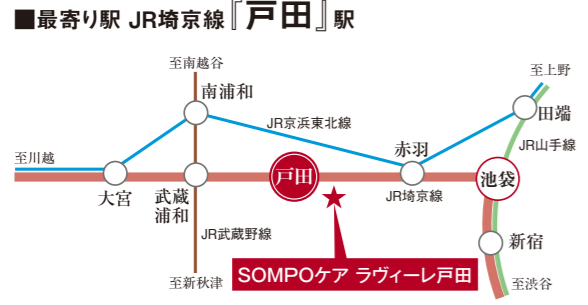 ■最寄り駅 JR埼京線『戸田』駅
至南越谷
至上野
南浦和
田端
JR京浜東北線
JR山手線
赤羽
至川越
戸田
池袋
大宮
武蔵
浦和
JR埼京線
JR武蔵野線
新宿
SOMPOケア ラヴィーレ戸田
至新秋津
至渋谷